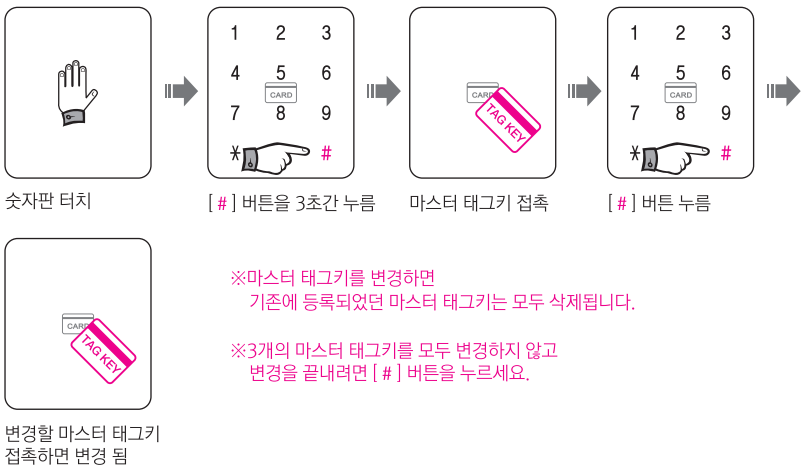 1 2 3
4 5 6
CARD
7 8 9
* #
CARD
TAG KEY
1 2 3
4 5 6
CARD
7 8 9
* #
숫자판 터치
[ # ] 버튼을 3초간 누름
마스터 태그키 접촉
[ # ] 버튼 누름
CARD
TAG KEY
※마스터 태그키를 변경하면
기존에 등록되었던 마스터 태그키는 모두 삭제됩니다.
※3개의 마스터 태그키를 모두 변경하지 않고
변경을 끝내려면 [ # ] 버튼을 누르세요.
변경할 마스터 태그키
접촉하면 변경 됨